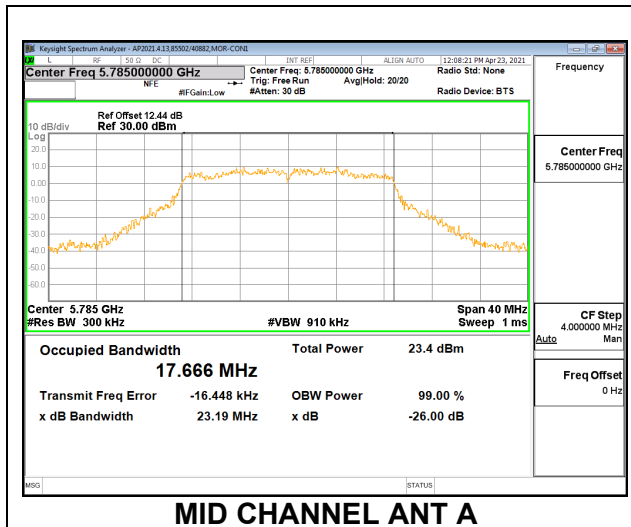 Keysight Spectrum Analyzer - AP2021.4.13,85502/40882,MOR-CON1
L RF 50 Ω DC INT REF ALIGN AUTO 12:08:21 PM Apr 23, 2021
Center Freq 5.785000000 GHz
NFE
#IFGain:Low
Center Freq: 5.785000000 GHz
Trig: Free Run Avg|Hold: 20/20
#Atten: 30 dB
Radio Std: None
Radio Device: BTS
Frequency
Ref Offset 12.44 dB
10 dB/div Ref 30.00 dBm
Log
20.0
10.0
0.00
-10.0
-20.0
-30.0
-40.0
-50.0
-60.0
Center 5.785 GHz Span 40 MHz
#Res BW 300 kHz #VBW 910 kHz Sweep 1 ms
Center Freq
5.785000000 GHz
CF Step
4.000000 MHz
Auto Man
Freq Offset
0 Hz
Occupied Bandwidth Total Power 23.4 dBm
17.666 MHz
Transmit Freq Error -16.448 kHz OBW Power 99.00 %
x dB Bandwidth 23.19 MHz x dB -26.00 dB
MSG STATUS
MID CHANNEL ANT A